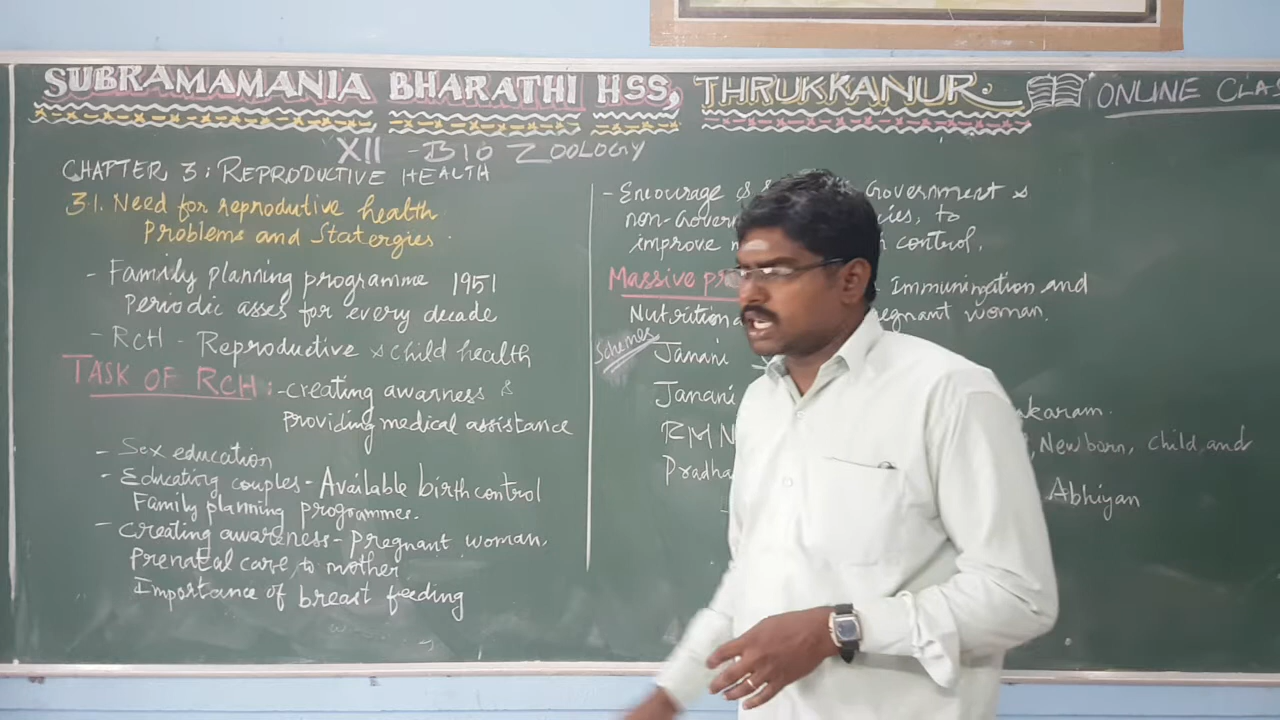 SUBRAMAMANIA BHARATHI HSS, THRUKKANUR.
ONLINE CLAS
XII - BIO ZOOLOGY
CHAPTER 3 : REPRODUCTIVE HEALTH
3.1. Need for reprodutive health
Problems and Statergies.
- Family planning programme 1951
Periodic asses for every decade
- RCH - Reproductive & child health
TASK OF RCH : - creating awarness &
Providing medical assistance
- Sex education
- Educating couples - Available birth control
Family planning programmes.
- Creating awareness - pregnant woman,
Prenatal care, to mother
Importance of breast feeding
- Encourage & Government &
non-Gover cies, to
improve control.
Massive pr Immunization and
Nutrition egnant woman.
Schemes
Janani
Janani akaram.
RMN , Newborn, child and
Pradha Abhiyan